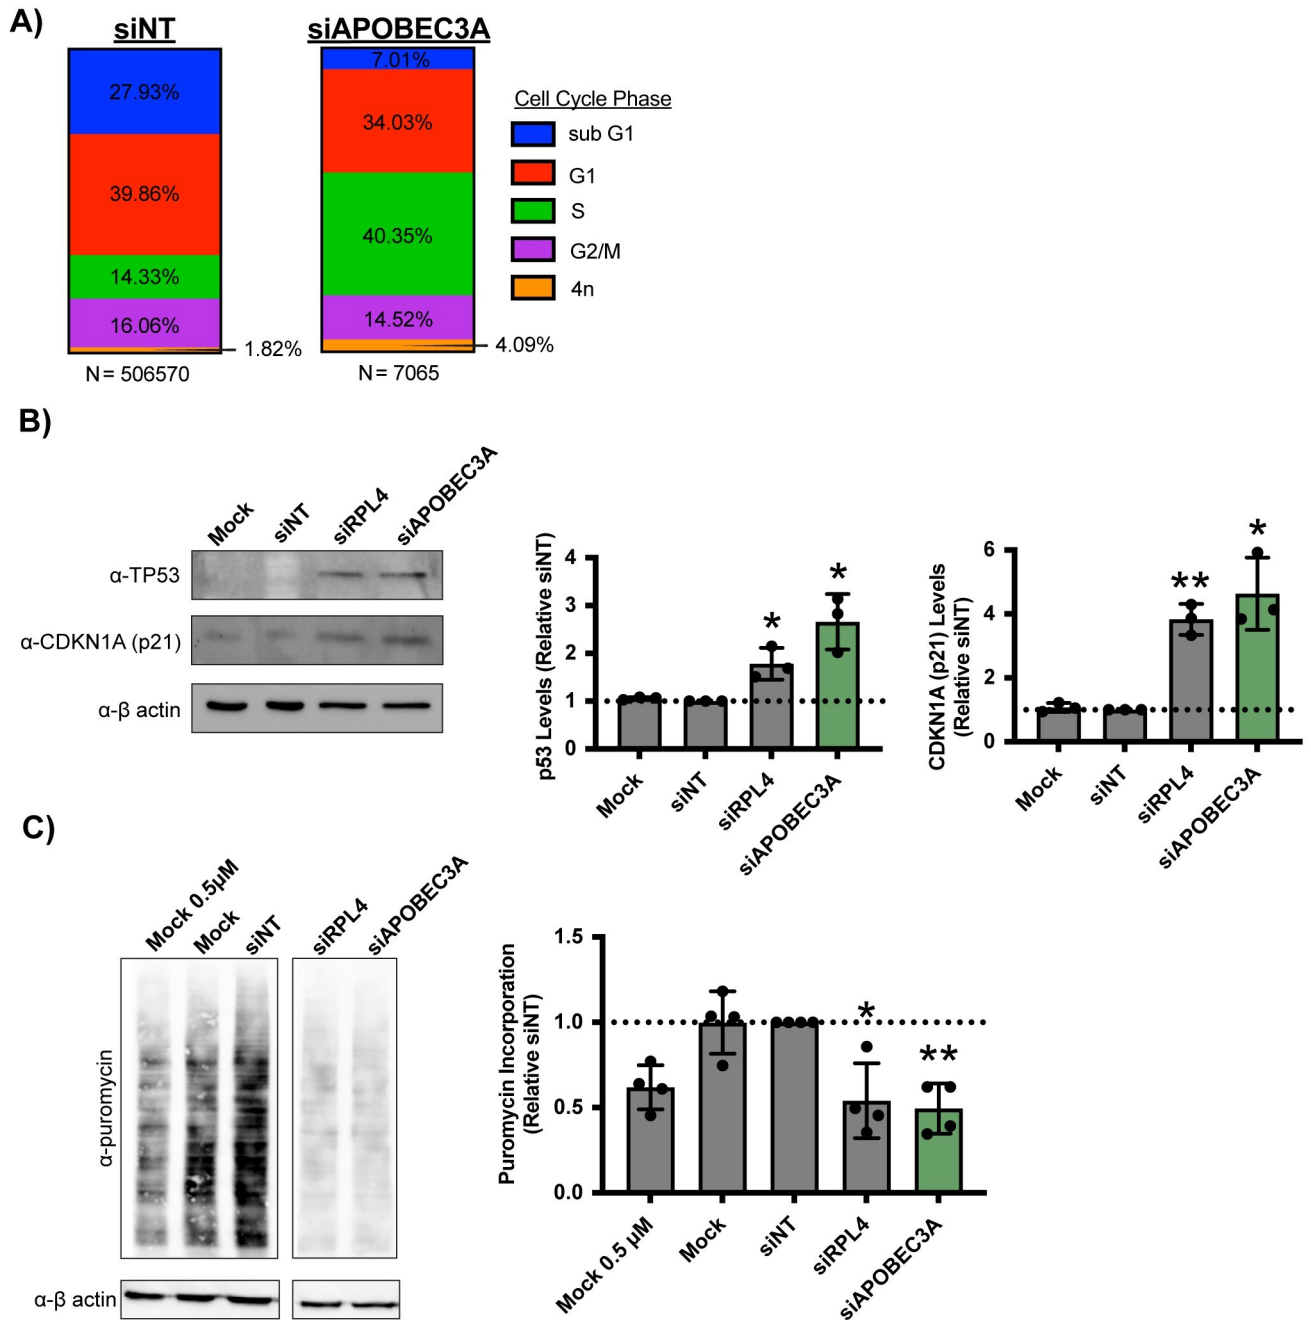 A)
siNT
siAPOBEC3A
27.93%
39.86%
14.33%
16.06%
1.82%
N = 506570
7.01%
34.03%
40.35%
14.52%
4.09%
N = 7065
Cell Cycle Phase
sub G1
G1
S
G2/M
4n
B)
Mock
siNT
siRPL4
siAPOBEC3A
α-TP53
α-CDKN1A (p21)
α-β actin
p53 Levels (Relative siNT)
4
3
2
1
0
*
*
Mock
siNT
siRPL4
siAPOBEC3A
CDKN1A (p21) Levels
(Relative siNT)
6
4
2
0
**
*
Mock
siNT
siRPL4
siAPOBEC3A
C)
Mock 0.5µM
Mock
siNT
siRPL4
siAPOBEC3A
α-puromycin
α-β actin
Puromycin Incorporation
(Relative siNT)
1.5
1.0
0.5
0.0
*
**
Mock 0.5 µM
Mock
siNT
siRPL4
siAPOBEC3A